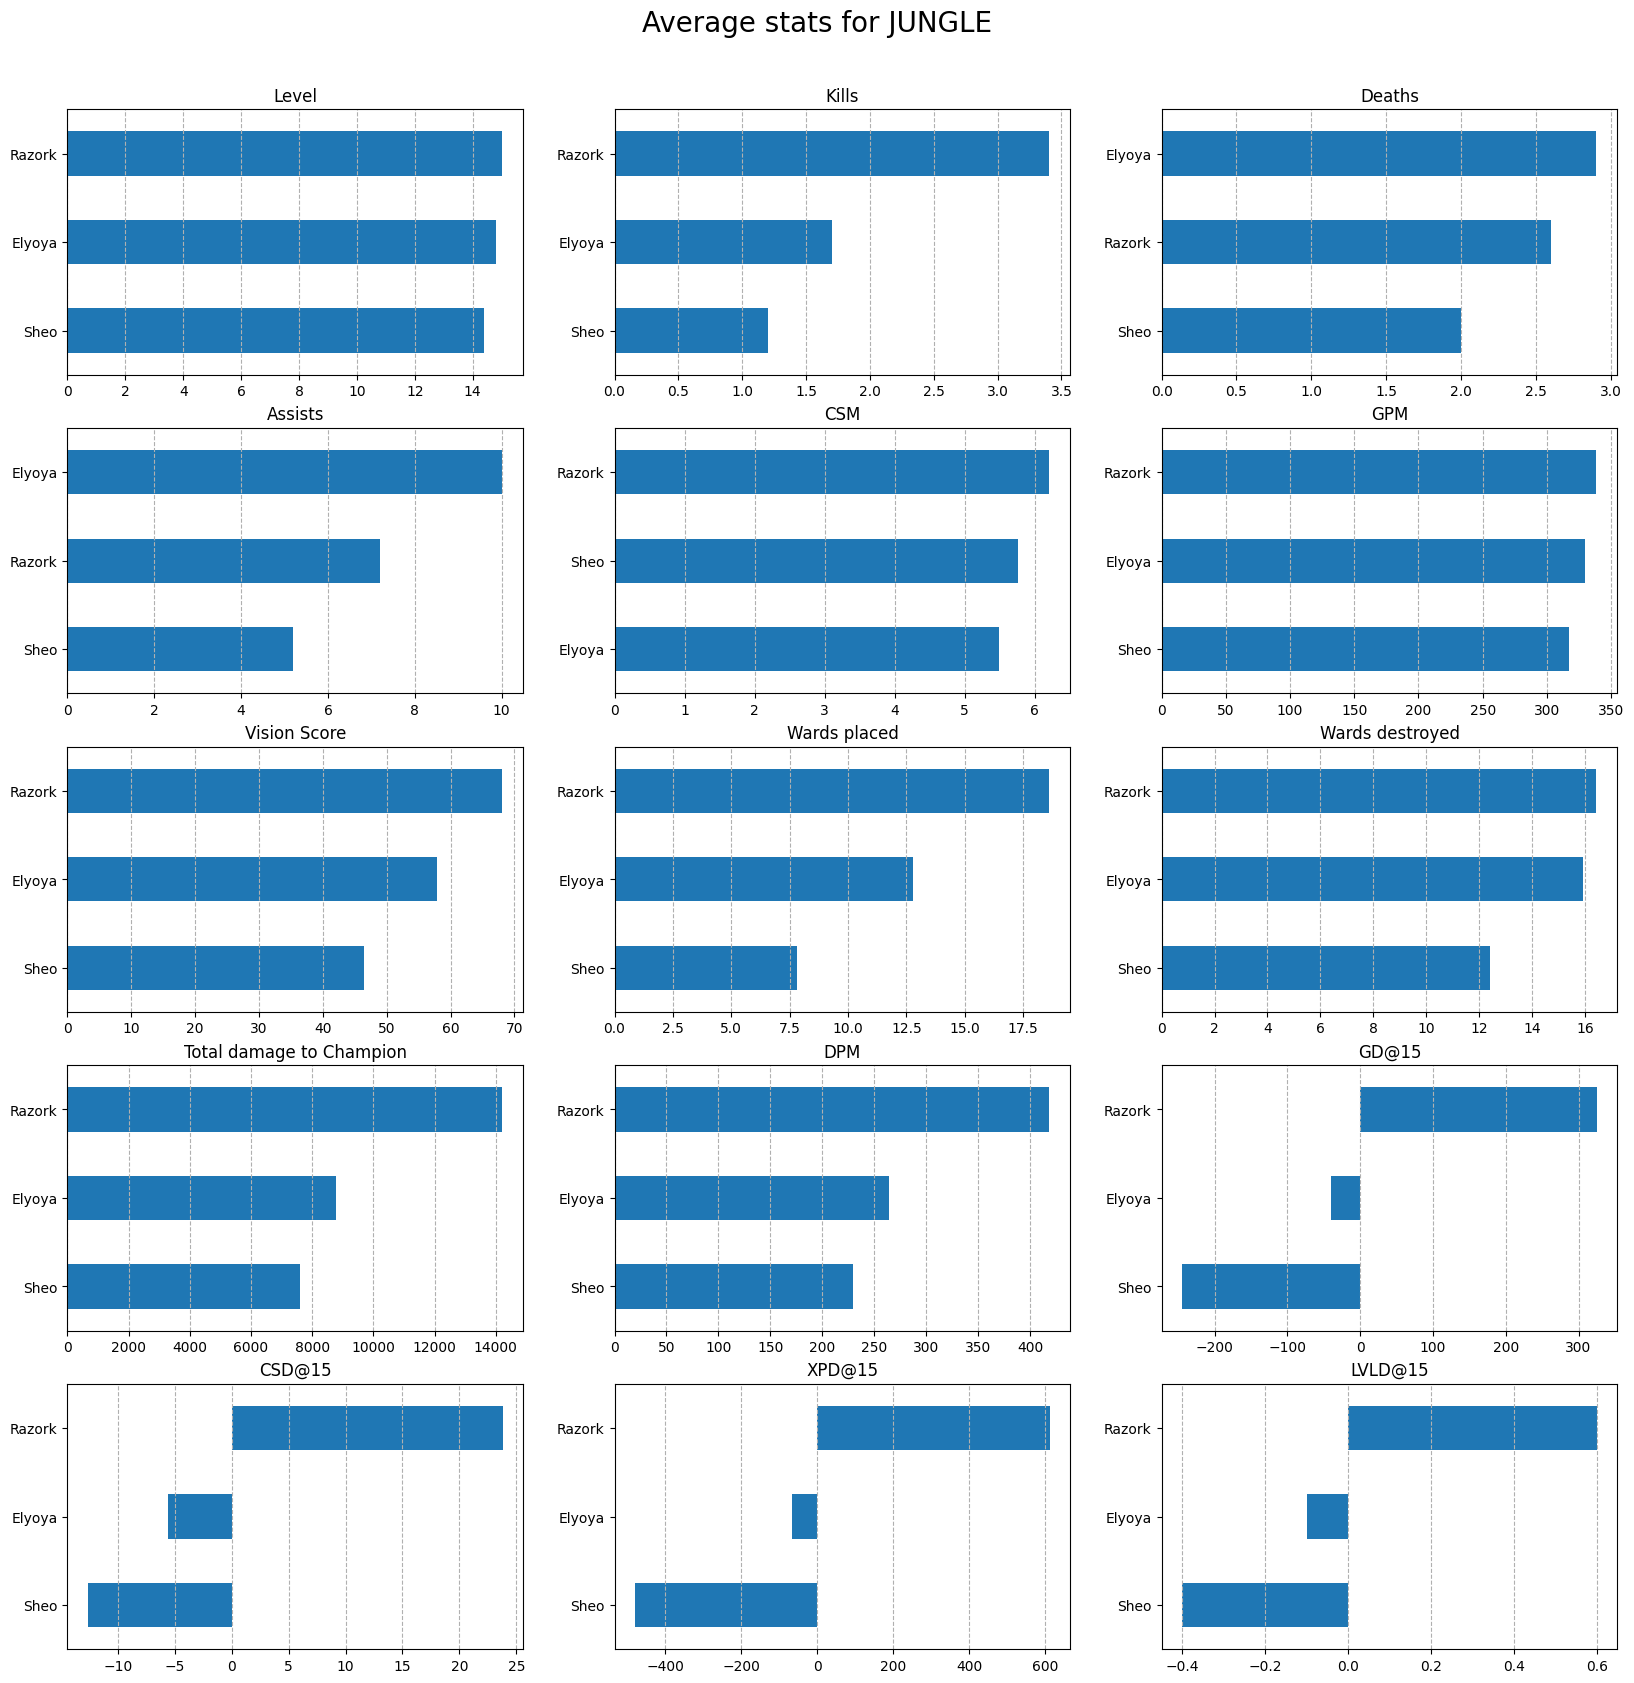 Average stats for JUNGLE
Level
Razork
Elyoya
Sheo
0 2 4 6 8 10 12 14
Kills
Razork
Elyoya
Sheo
0.0 0.5 1.0 1.5 2.0 2.5 3.0 3.5
Deaths
Elyoya
Razork
Sheo
0.0 0.5 1.0 1.5 2.0 2.5 3.0
Assists
Elyoya
Razork
Sheo
0 2 4 6 8 10
CSM
Razork
Sheo
Elyoya
0 1 2 3 4 5 6
GPM
Razork
Elyoya
Sheo
0 50 100 150 200 250 300 350
Vision Score
Razork
Elyoya
Sheo
0 10 20 30 40 50 60 70
Wards placed
Razork
Elyoya
Sheo
0.0 2.5 5.0 7.5 10.0 12.5 15.0 17.5
Wards destroyed
Razork
Elyoya
Sheo
0 2 4 6 8 10 12 14 16
Total damage to Champion
Razork
Elyoya
Sheo
0 2000 4000 6000 8000 10000 12000 14000
DPM
Razork
Elyoya
Sheo
0 50 100 150 200 250 300 350 400
GD@15
Razork
Elyoya
Sheo
−200 −100 0 100 200 300
CSD@15
Razork
Elyoya
Sheo
−10 −5 0 5 10 15 20 25
XPD@15
Razork
Elyoya
Sheo
−400 −200 0 200 400 600
LVLD@15
Razork
Elyoya
Sheo
−0.4 −0.2 0.0 0.2 0.4 0.6